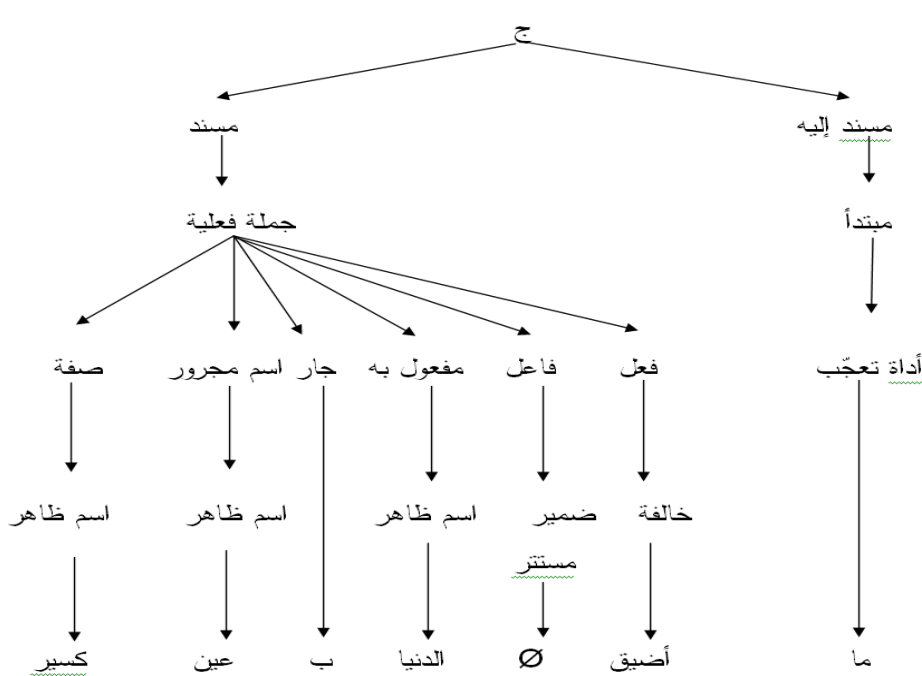 ج
مسند إليه مسند
مبتدأ جملة فعلية
أداة تعجّب فعل فاعل مفعول به جار اسم مجرور صفة
خالفة ضمير اسم ظاهر اسم ظاهر اسم ظاهر
مستتر
ما أضيق Ø الدنيا ب عين كسير